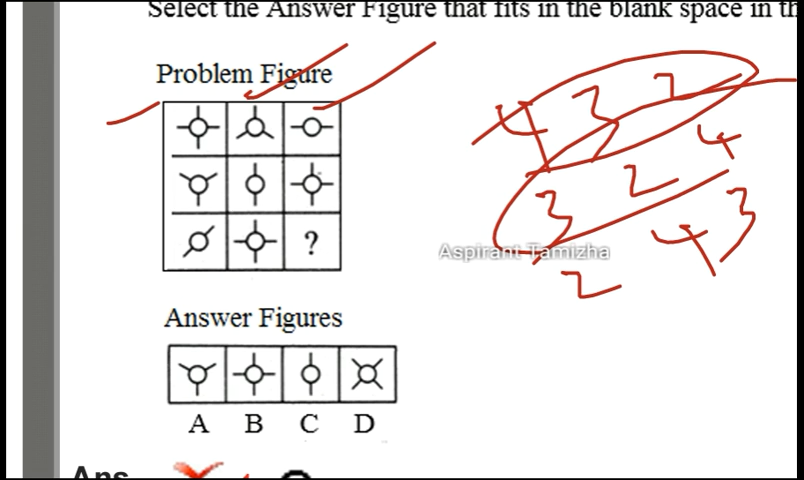 Select the Answer Figure that fits in the blank space in th
Problem Figure
4 3 2
3 2 4
2 4 3
?
Aspirant Tamizha
Answer Figures
A B C D
Ans